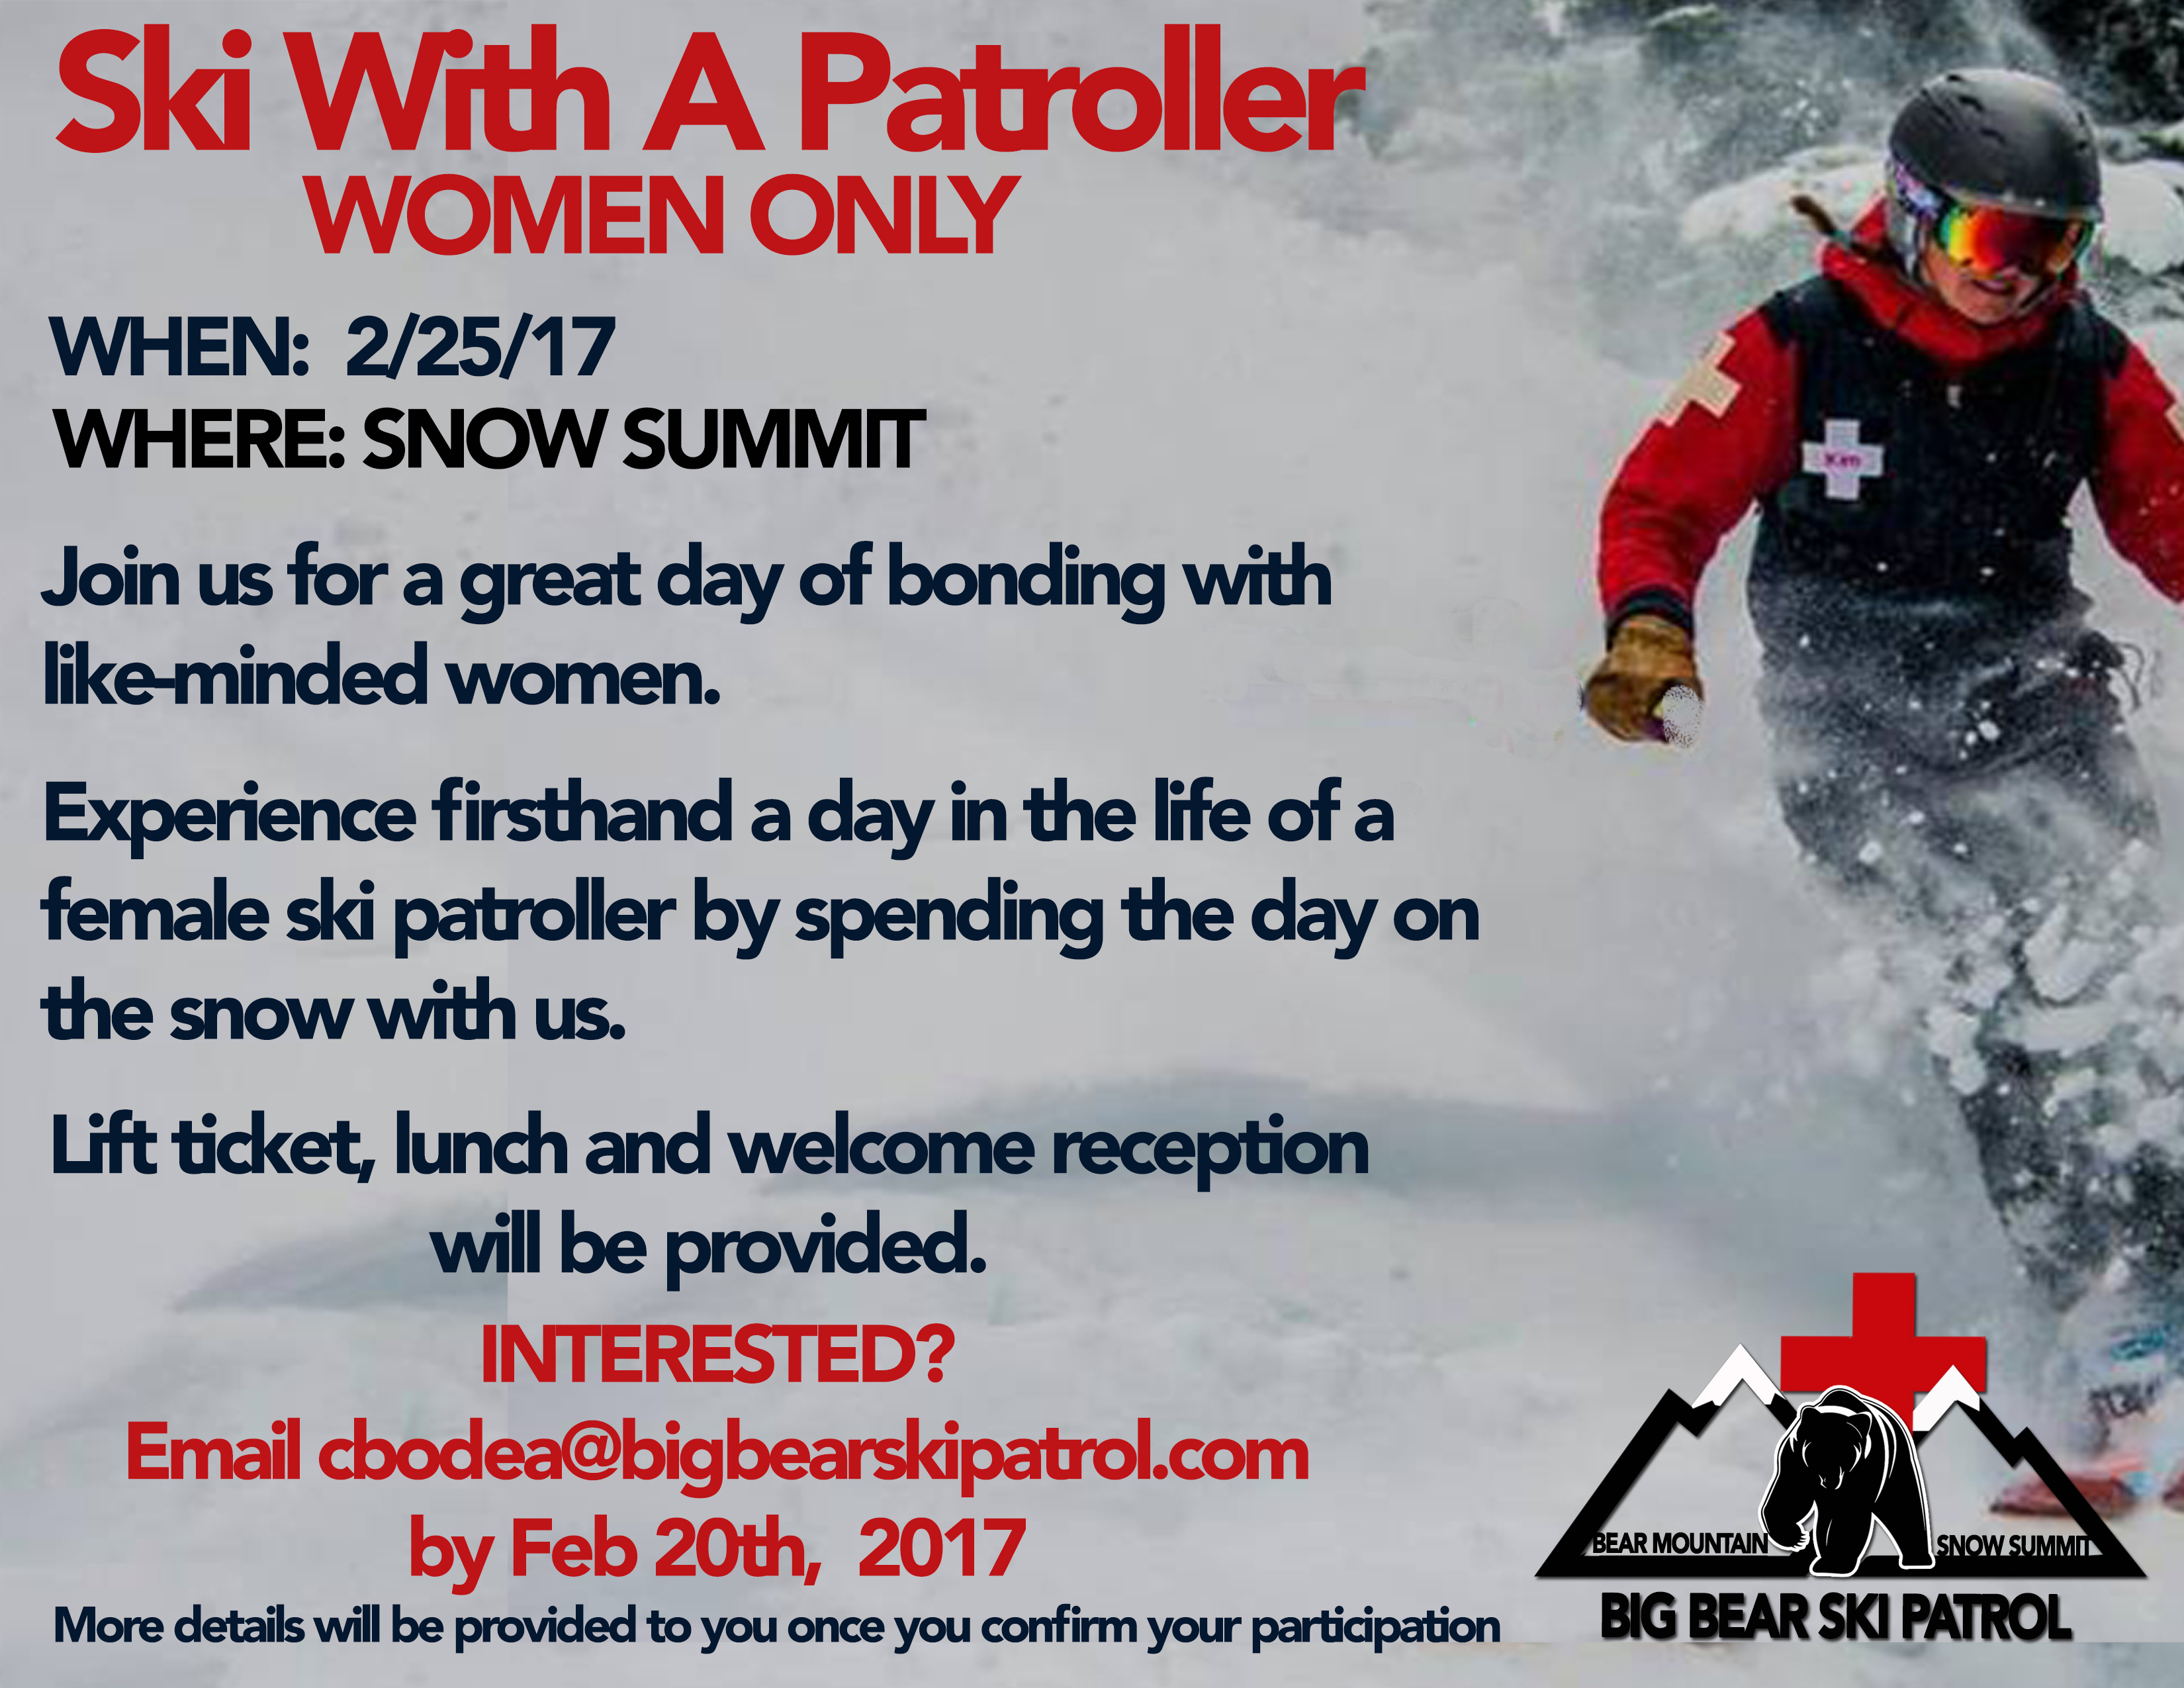 Ski With A Patroller
WOMEN ONLY
WHEN: 2/25/17
WHERE: SNOW SUMMIT
Join us for a great day of bonding with
like-minded women.
Experience firsthand a day in the life of a
female ski patroller by spending the day on
the snow with us.
Lift ticket, lunch and welcome reception
will be provided.
INTERESTED?
Email cbodea@bigbearskipatrol.com
by Feb 20th, 2017
More details will be provided to you once you confirm your participation
Kim
BEAR MOUNTAIN
SNOW SUMMIT
BIG BEAR SKI PATROL